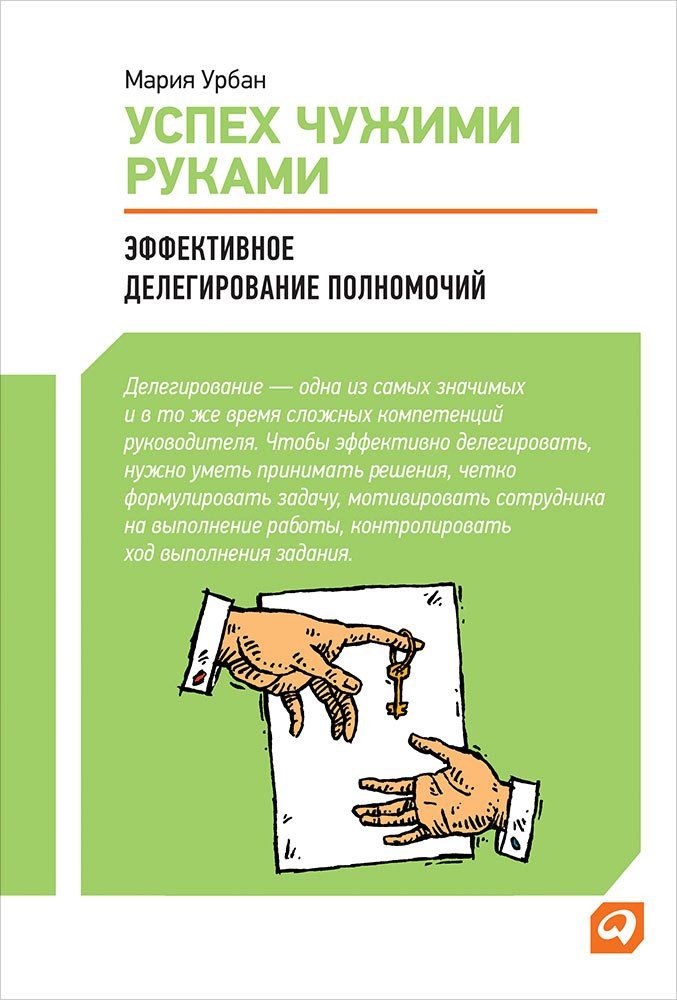 Мария Урбан
УСПЕХ ЧУЖИМИ
РУКАМИ
ЭФФЕКТИВНОЕ
ДЕЛЕГИРОВАНИЕ ПОЛНОМОЧИЙ
Делегирование — одна из самых значимых
и в то же время сложных компетенций
руководителя. Чтобы эффективно делегировать,
нужно уметь принимать решения, четко
формулировать задачу, мотивировать сотрудника
на выполнение работы, контролировать
ход выполнения задания.